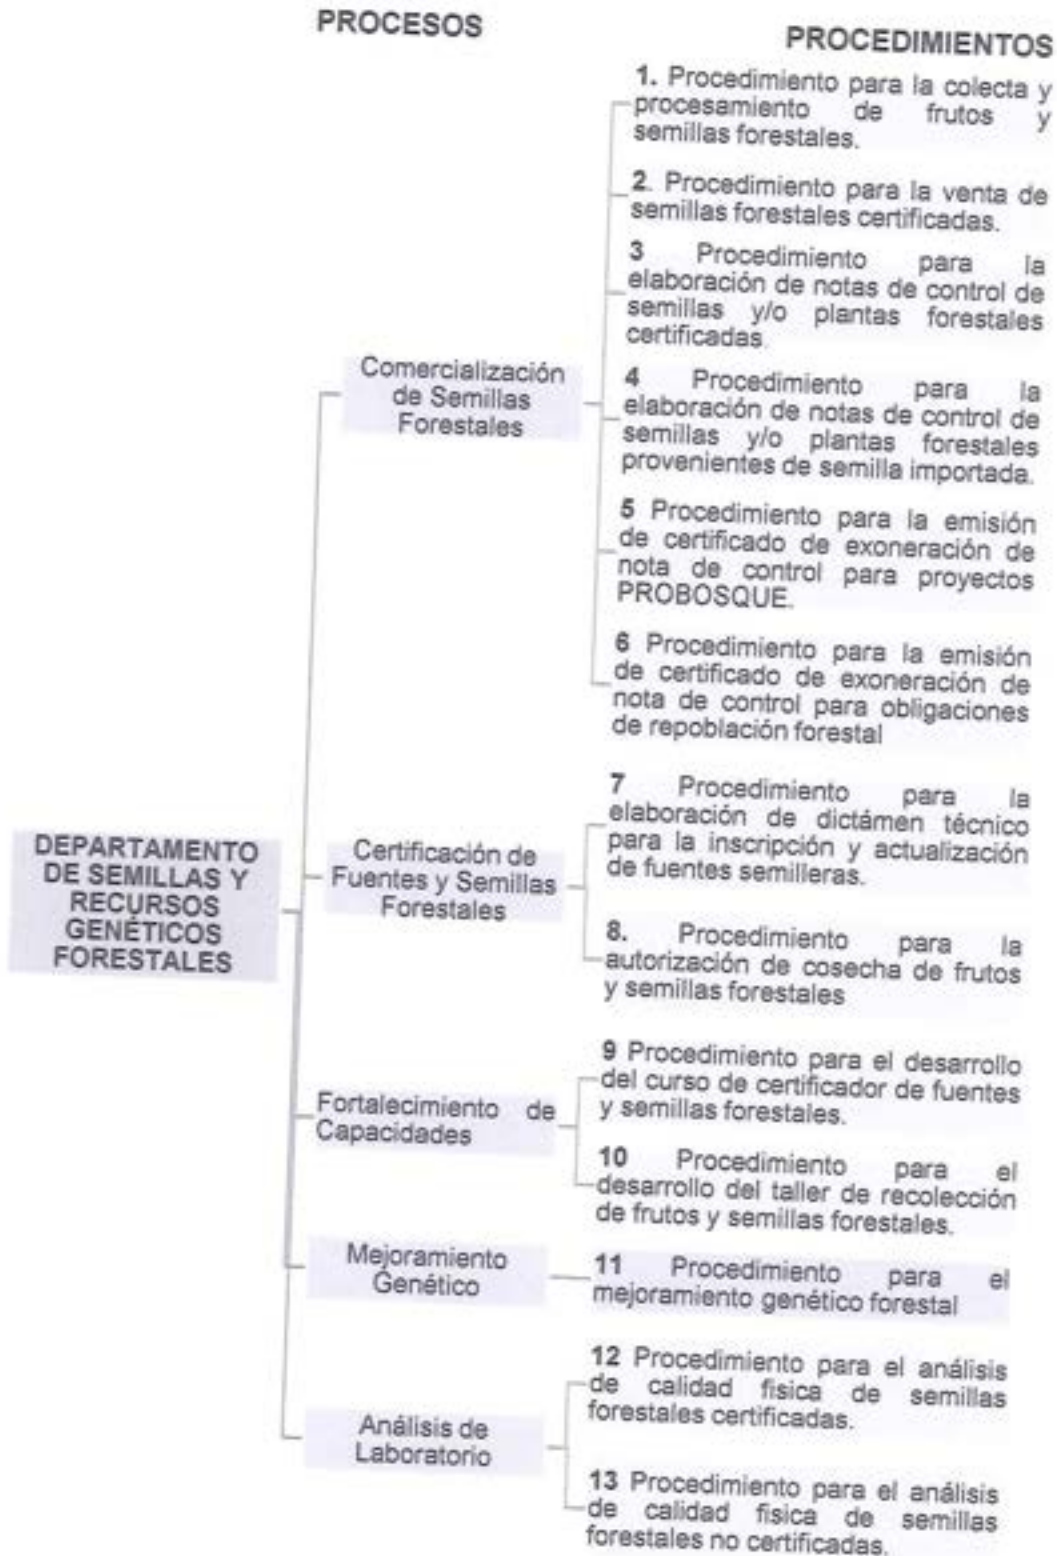 PROCESOS
PROCEDIMIENTOS
DEPARTAMENTO
DE SEMILLAS Y
RECURSOS
GENÉTICOS
FORESTALES
Comercialización
de Semillas
Forestales
1. Procedimiento para la colecta y
procesamiento de frutos y
semillas forestales.
2. Procedimiento para la venta de
semillas forestales certificadas.
3 Procedimiento para la
elaboración de notas de control de
semillas y/o plantas forestales
certificadas.
4 Procedimiento para la
elaboración de notas de control de
semillas y/o plantas forestales
provenientes de semilla importada.
5 Procedimiento para la emisión
de certificado de exoneración de
nota de control para proyectos
PROBOSQUE.
6 Procedimiento para la emisión
de certificado de exoneración de
nota de control para obligaciones
de repoblación forestal
Certificación de
Fuentes y Semillas
Forestales
7 Procedimiento para la
elaboración de dictámen técnico
para la inscripción y actualización
de fuentes semilleras.
8. Procedimiento para la
autorización de cosecha de frutos
y semillas forestales
Fortalecimiento de
Capacidades
9 Procedimiento para el desarrollo
del curso de certificador de fuentes
y semillas forestales.
10 Procedimiento para el
desarrollo del taller de recolección
de frutos y semillas forestales.
Mejoramiento
Genético
11 Procedimiento para el
mejoramiento genético forestal
Análisis de
Laboratorio
12 Procedimiento para el análisis
de calidad fisica de semillas
forestales certificadas.
13 Procedimiento para el análisis
de calidad fisica de semillas
forestales no certificadas.